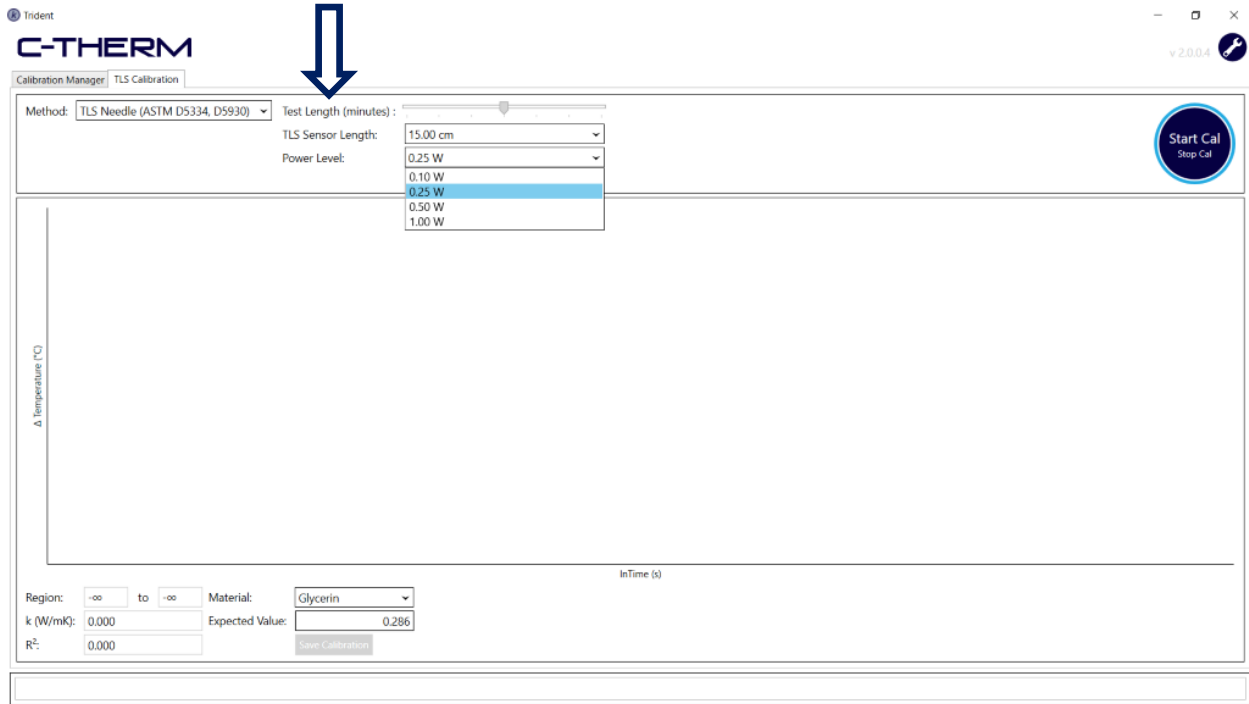 Trident
C-THERM
v 2.0.0.4
Calibration Manager TLS Calibration
Method: TLS Needle (ASTM D5334, D5930)
Test Length (minutes) :
TLS Sensor Length: 15.00 cm
Power Level: 0.25 W
0.10 W
0.25 W
0.50 W
1.00 W
Start Cal
Stop Cal
Δ Temperature (°C)
lnTime (s)
Region: -∞ to -∞ Material: Glycerin
k (W/mK): 0.000 Expected Value: 0.286
R²: 0.000 Save Calibration